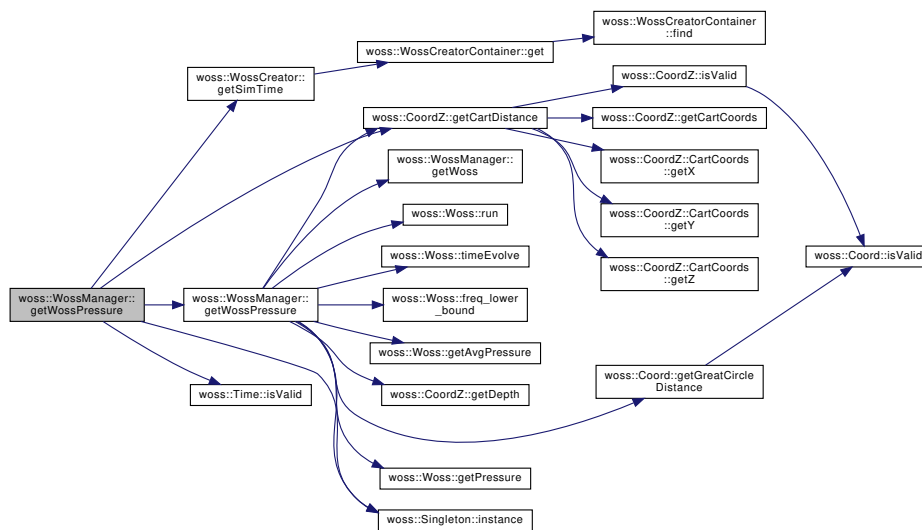 woss::WossManager::
getWossPressure
woss::WossCreator::
getSimTime
woss::WossManager::
getWossPressure
woss::Time::isValid
woss::WossCreatorContainer::get
woss::CoordZ::getCartDistance
woss::WossManager::
getWoss
woss::Woss::run
woss::Woss::timeEvolve
woss::Woss::freq_lower
_bound
woss::Woss::getAvgPressure
woss::CoordZ::getDepth
woss::Woss::getPressure
woss::Singleton::instance
woss::WossCreatorContainer
::find
woss::CoordZ::isValid
woss::CoordZ::getCartCoords
woss::CoordZ::CartCoords
::getX
woss::CoordZ::CartCoords
::getY
woss::CoordZ::CartCoords
::getZ
woss::Coord::getGreatCircle
Distance
woss::Coord::isValid